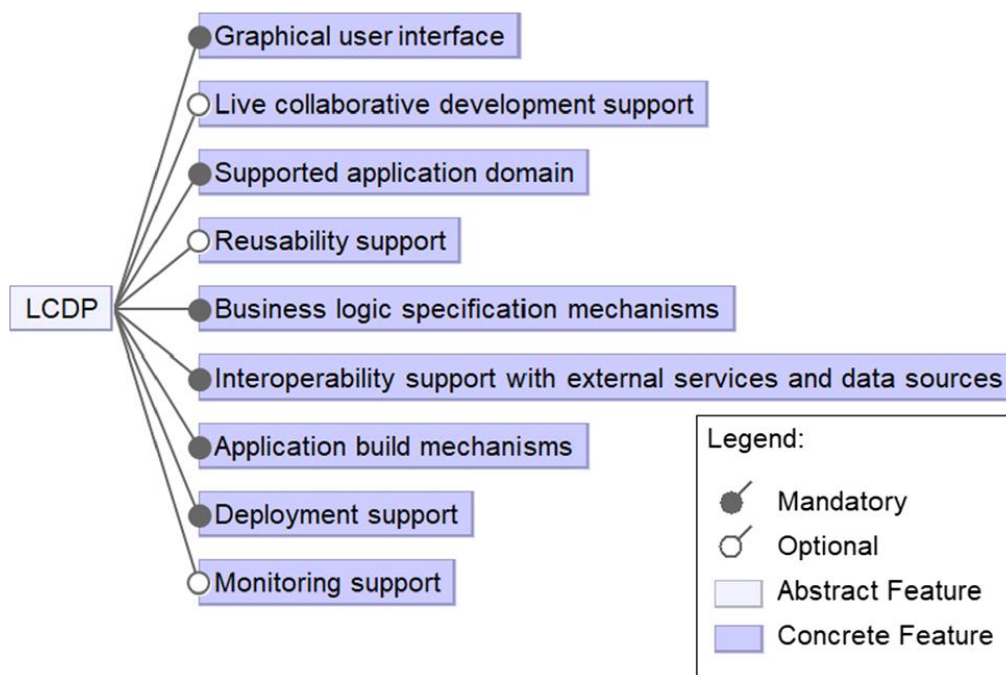 Graphical user interface
Live collaborative development support
Supported application domain
Reusability support
LCDP
Business logic specification mechanisms
Interoperability support with external services and data sources
Application build mechanisms
Deployment support
Monitoring support
Legend:
Mandatory
Optional
Abstract Feature
Concrete Feature